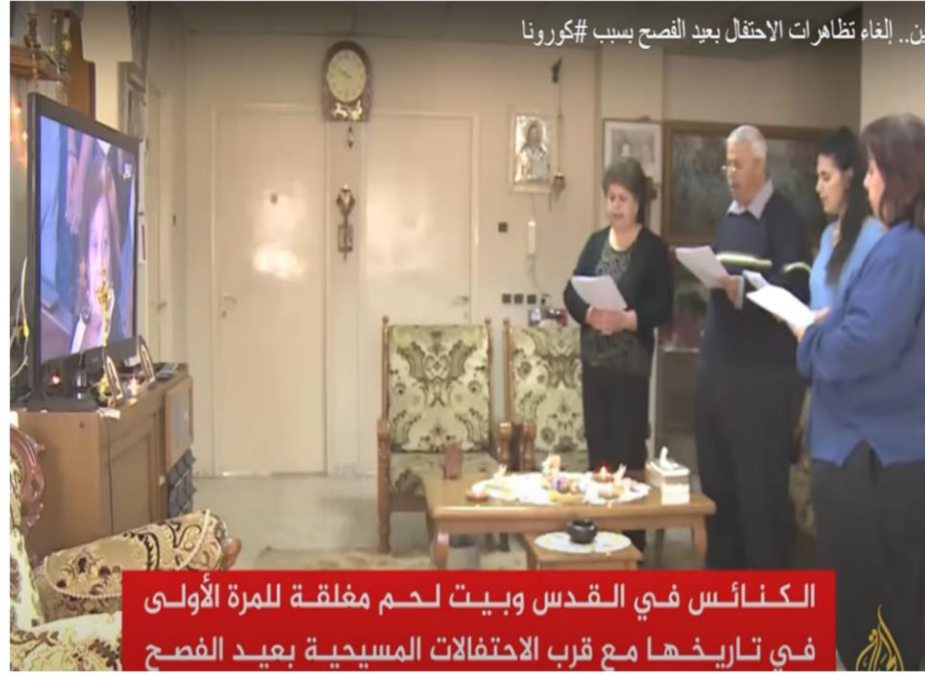 إلغاء تظاهرات الاحتفال بعيد الفصح بسبب #كورونا
الكنائس في القدس وبيت لحم مغلقة للمرة الأولى
في تاريخها مع قرب الاحتفالات المسيحية بعيد الفصح